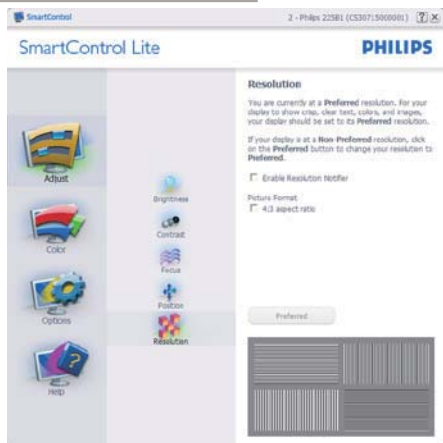 SmartControl
2 - Philips 225B1 (CS30715000001)
SmartControl Lite
PHILIPS
Adjust
Color
Options
Help
Brightness
Contrast
Focus
Position
Resolution
Resolution
You are currently at a Preferred resolution. For your
display to show crisp, clear text, colors, and images,
your display should be set to its Preferred resolution.
If your display is at a Non-Preferred resolution, click
on the Preferred button to change your resolution to
Preferred.
Enable Resolution Notifier
Picture Format
4:3 aspect ratio
Preferred